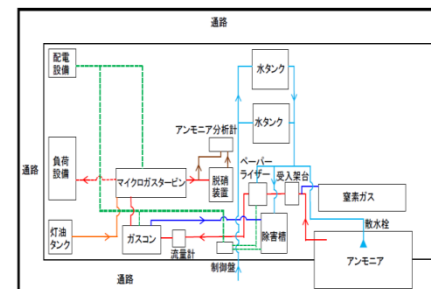 通路
配電
設備
水タンク
水タンク
アンモニア分析計
通路
負荷
設備
マイクロガスタービン
脱硝
装置
ベーパー
ライザー
受入架台
窒素ガス
散水栓
灯油
タンク
ガスコン
流量計
制御盤
除害槽
アンモニア
通路